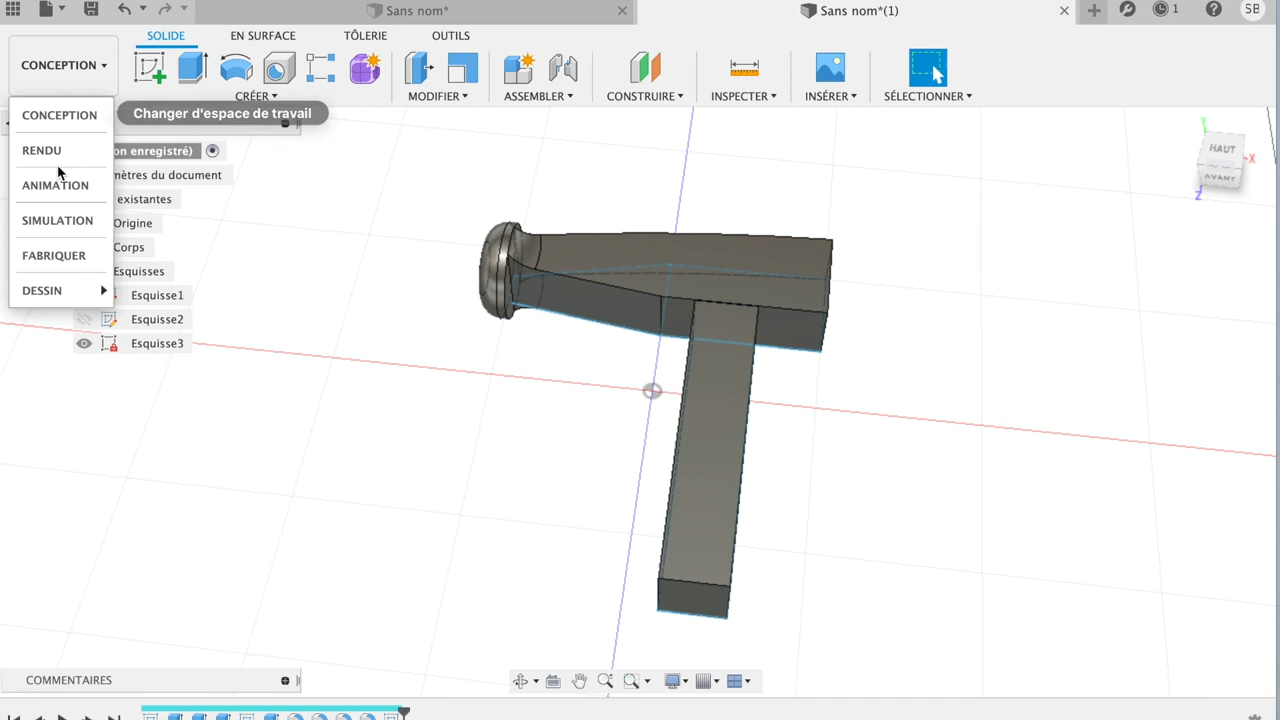 Sans nom*
Sans nom*(1)
1
SB
CONCEPTION
SOLIDE
EN SURFACE
TÔLERIE
OUTILS
CRÉER
MODIFIER
ASSEMBLER
CONSTRUIRE
INSPECTER
INSÉRER
SÉLECTIONNER
CONCEPTION
Changer d'espace de travail
RENDU
on enregistré)
ANIMATION
mètres du document
existantes
SIMULATION
Origine
Corps
FABRIQUER
Esquisses
DESSIN
Esquisse1
Esquisse2
Esquisse3
Y
HAUT
X
AVANT
Z
COMMENTAIRES